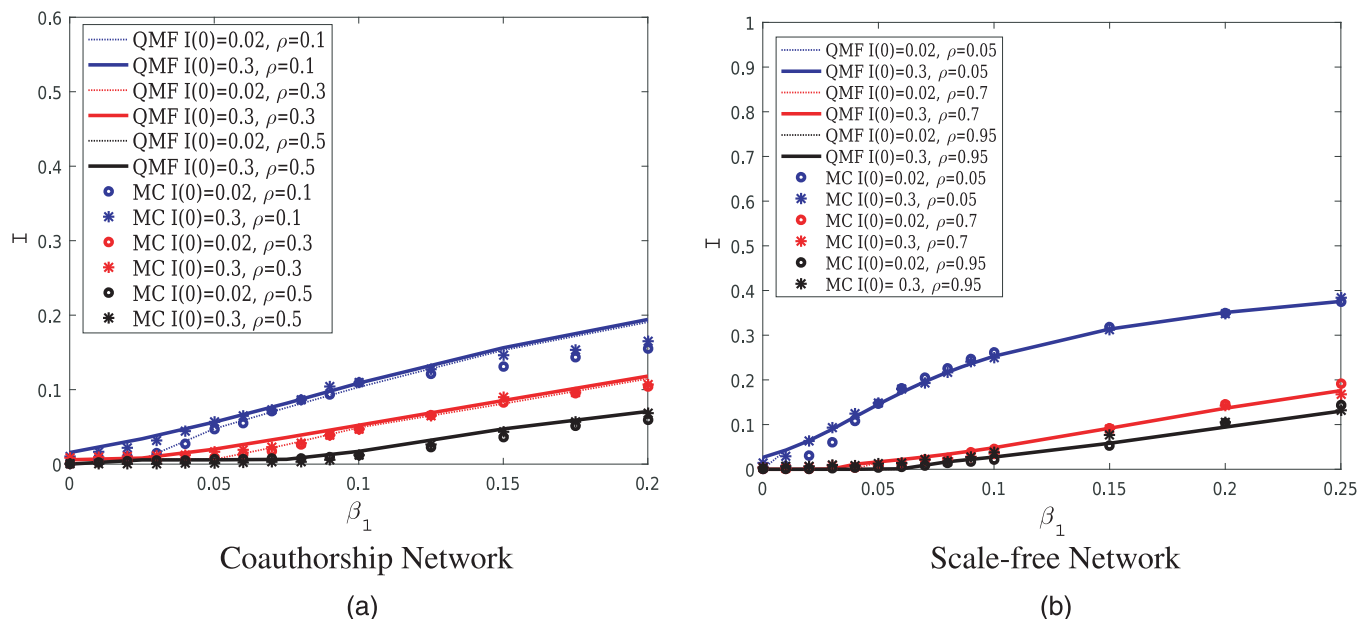 0.6
0.5
0.4
0.3
0.2
0.1
0
I
QMF I(0)=0.02, ρ=0.1
QMF I(0)=0.3, ρ=0.1
QMF I(0)=0.02, ρ=0.3
QMF I(0)=0.3, ρ=0.3
QMF I(0)=0.02, ρ=0.5
QMF I(0)=0.3, ρ=0.5
MC I(0)=0.02, ρ=0.1
MC I(0)=0.3, ρ=0.1
MC I(0)=0.02, ρ=0.3
MC I(0)=0.3, ρ=0.3
MC I(0)=0.02, ρ=0.5
MC I(0)=0.3, ρ=0.5
0 0.05 0.1 0.15 0.2
β_1
Coauthorship Network
(a)
1
0.9
0.8
0.7
0.6
0.5
0.4
0.3
0.2
0.1
0
I
QMF I(0)=0.02, ρ=0.05
QMF I(0)=0.3, ρ=0.05
QMF I(0)=0.02, ρ=0.7
QMF I(0)=0.3, ρ=0.7
QMF I(0)=0.02, ρ=0.95
QMF I(0)=0.3, ρ=0.95
MC I(0)=0.02, ρ=0.05
MC I(0)=0.3, ρ=0.05
MC I(0)=0.02, ρ=0.7
MC I(0)=0.3, ρ=0.7
MC I(0)=0.02, ρ=0.95
MC I(0)= 0.3, ρ=0.95
0 0.05 0.1 0.15 0.2 0.25
β_1
Scale-free Network
(b)